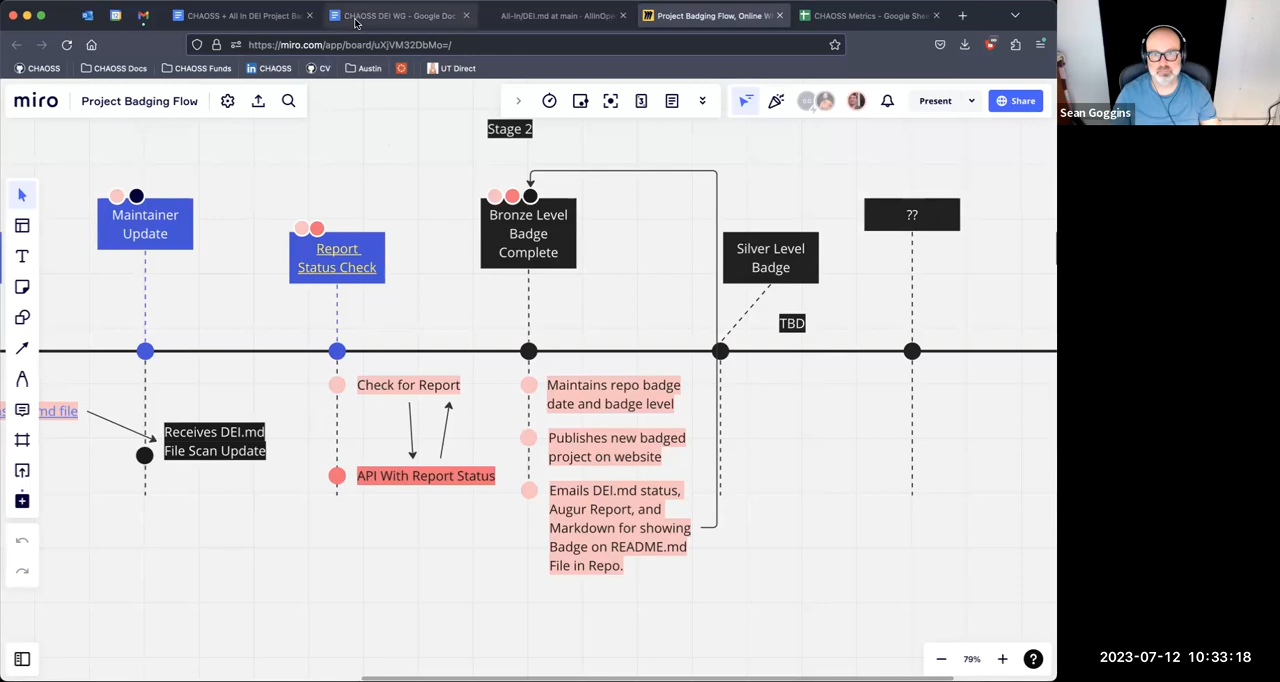 CHAOSS + All In DEI Project Ba
CHAOSS DEI WG - Google Doc
All-In/DEI.md at main · AllInOpe
Project Badging Flow, Online W
CHAOSS Metrics - Google She
https://miro.com/app/board/uXjVM32DbMo=/
CHAOSS
CHAOSS Docs
CHAOSS Funds
CHAOSS
CV
Austin
UT Direct
miro
Project Badging Flow
3
Present
Share
Sean Goggins
Stage 2
Maintainer
Update
Report
Status Check
Bronze Level
Badge
Complete
Silver Level
Badge
??
TBD
md file
Receives DEI.md
File Scan Update
Check for Report
API With Report Status
Maintains repo badge
date and badge level
Publishes new badged
project on website
Emails DEI.md status,
Augur Report, and
Markdown for showing
Badge on README.md
File in Repo.
79%
2023-07-12 10:33:18